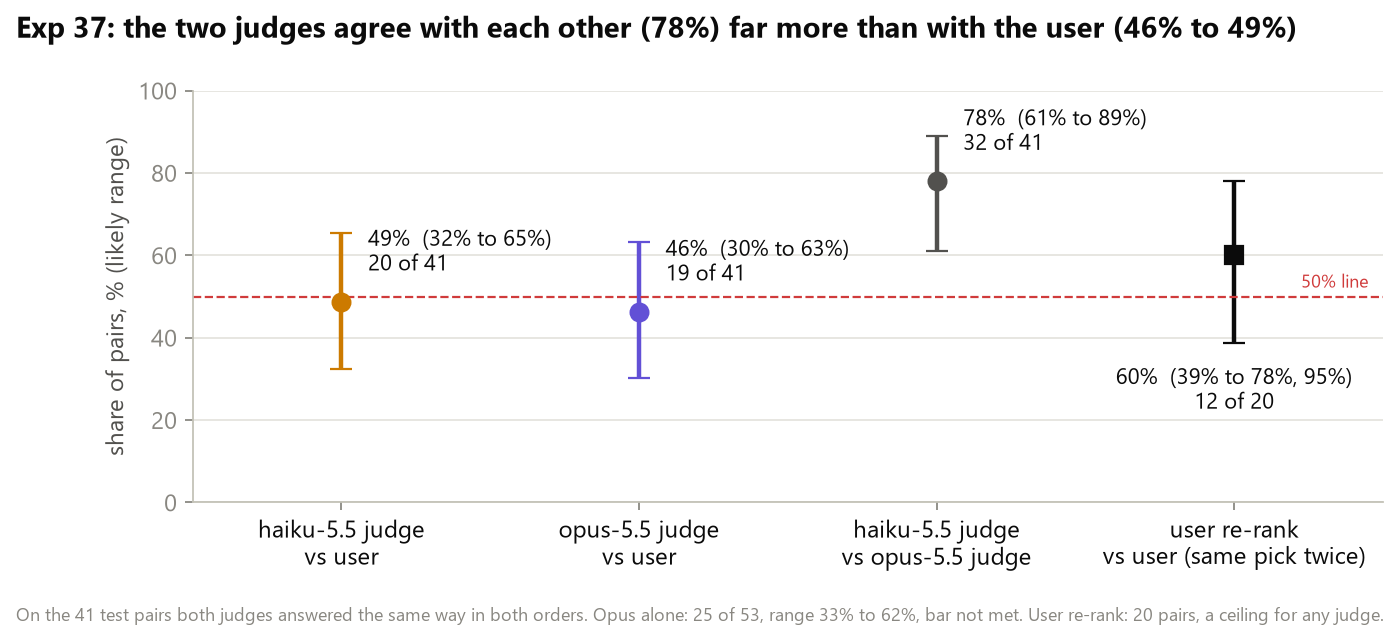 Exp 37: the two judges agree with each other (78%) far more than with the user (46% to 49%)
share of pairs, % (likely range)
100
80
60
40
20
0
49% (32% to 65%)
20 of 41
46% (30% to 63%)
19 of 41
78% (61% to 89%)
32 of 41
50% line
60% (39% to 78%, 95%)
12 of 20
haiku-5.5 judge
vs user
opus-5.5 judge
vs user
haiku-5.5 judge
vs opus-5.5 judge
user re-rank
vs user (same pick twice)
On the 41 test pairs both judges answered the same way in both orders. Opus alone: 25 of 53, range 33% to 62%, bar not met. User re-rank: 20 pairs, a ceiling for any judge.